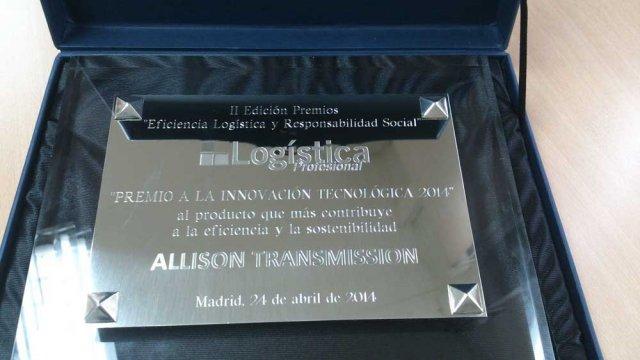 II Edición Premios
"Eficiencia Logística y Responsabilidad Social"
Logística
Profesional
"PREMIO A LA INNOVACIÓN TECNOLÓGICA 2014"
al producto que más contribuye
a la eficiencia y la sostenibilidad
ALLISON TRANSMISSION
Madrid, 24 de abril de 2014